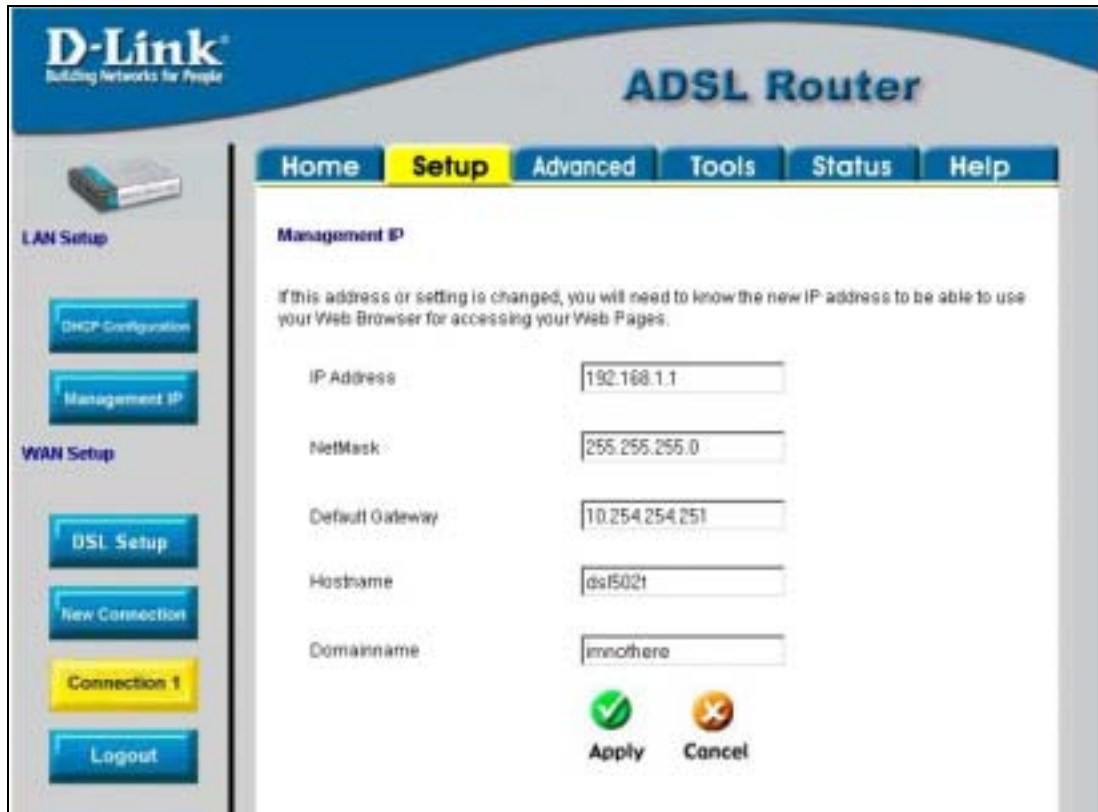 D-Link
Building Networks for People
ADSL Router
Home Setup Advanced Tools Status Help
LAN Setup
DHCP Configuration
Management IP
WAN Setup
DSL Setup
New Connection
Connection 1
Logout
Management IP
If this address or setting is changed, you will need to know the new IP address to be able to use
your Web Browser for accessing your Web Pages.
IP Address 192.168.1.1
NetMask 255.255.255.0
Default Gateway 10.254.254.251
Hostname dsl502t
Domainname imnothere
Apply Cancel